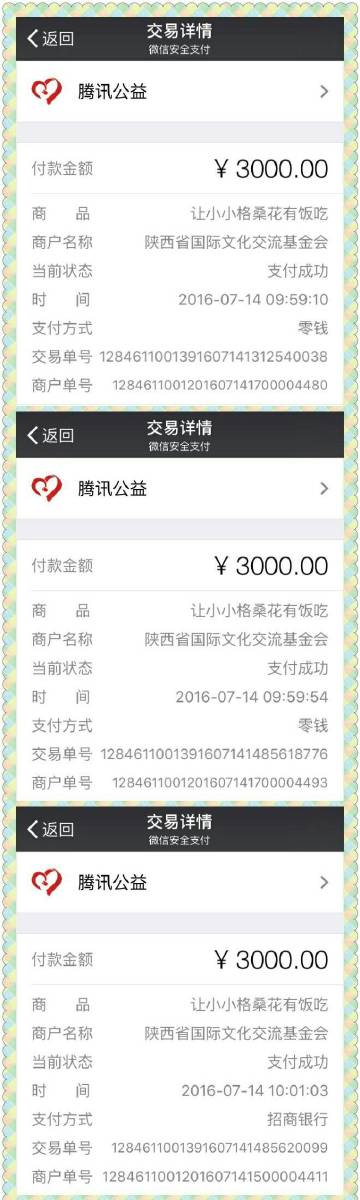 返回 交易详情
微信安全支付
腾讯公益
付款金额 ¥ 3000.00
商 品 让小小格桑花有饭吃
商户名称 陕西省国际文化交流基金会
当前状态 支付成功
时 间 2016-07-14 09:59:10
支付方式 零钱
交易单号 1284611001391607141312540038
商户单号 1284611001201607141700004480
返回 交易详情
微信安全支付
腾讯公益
付款金额 ¥ 3000.00
商 品 让小小格桑花有饭吃
商户名称 陕西省国际文化交流基金会
当前状态 支付成功
时 间 2016-07-14 09:59:54
支付方式 零钱
交易单号 1284611001391607141485618776
商户单号 1284611001201607141700004493
返回 交易详情
微信安全支付
腾讯公益
付款金额 ¥ 3000.00
商 品 让小小格桑花有饭吃
商户名称 陕西省国际文化交流基金会
当前状态 支付成功
时 间 2016-07-14 10:01:03
支付方式 招商银行
交易单号 1284611001391607141485620099
商户单号 1284611001201607141500004411